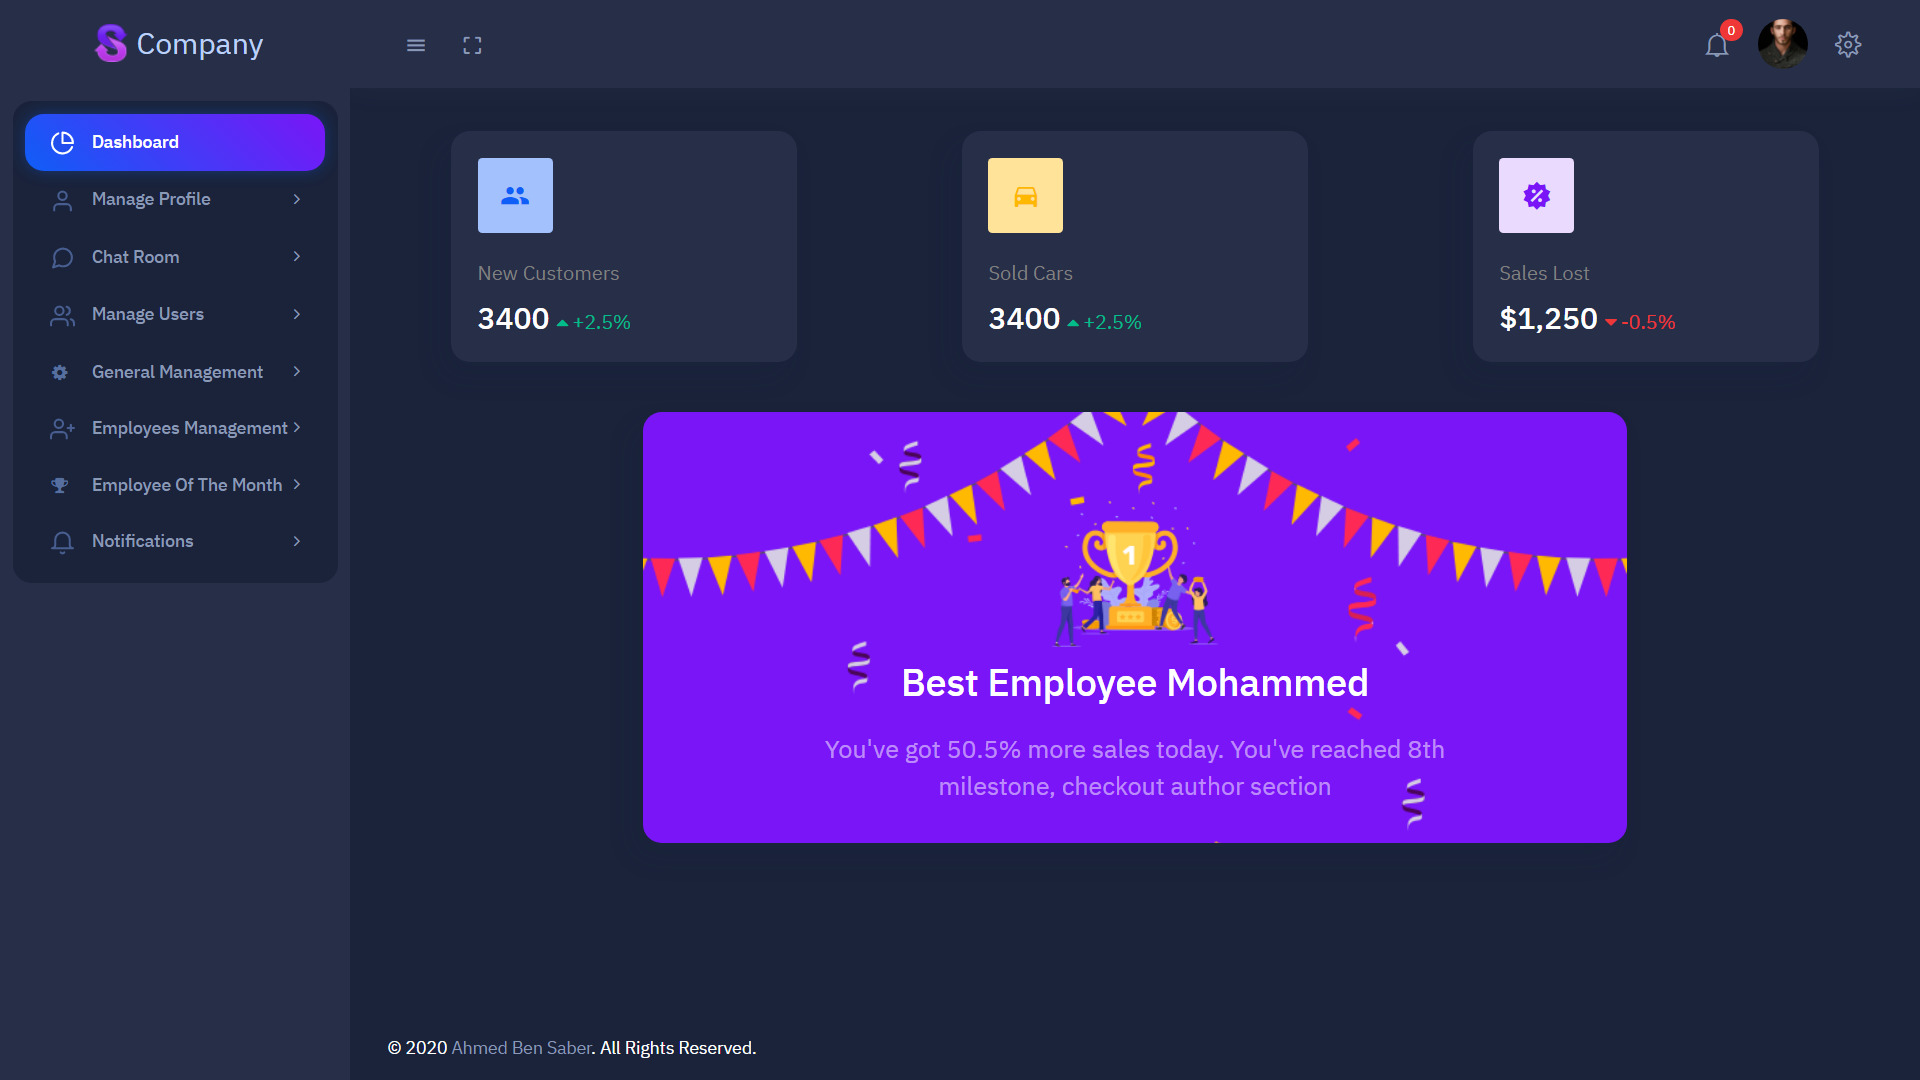 Company
0
Dashboard
Manage Profile
Chat Room
Manage Users
General Management
Employees Management
Employee Of The Month
Notifications
New Customers
3400 +2.5%
Sold Cars
3400 +2.5%
Sales Lost
$1,250 -0.5%
1
Best Employee Mohammed
You've got 50.5% more sales today. You've reached 8th
milestone, checkout author section
© 2020 Ahmed Ben Saber. All Rights Reserved.